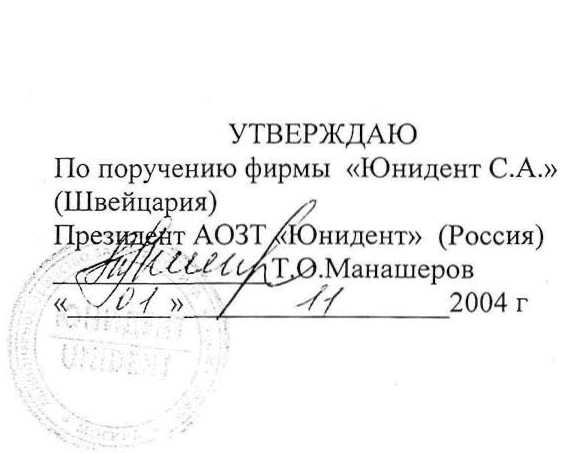 УТВЕРЖДАЮ
По поручению фирмы «Юнидент С.А.»
(Швейцария)
Президент АОЗТ «Юнидент» (Россия)
Т.О.Манашеров
« 01 » 11 2004 г